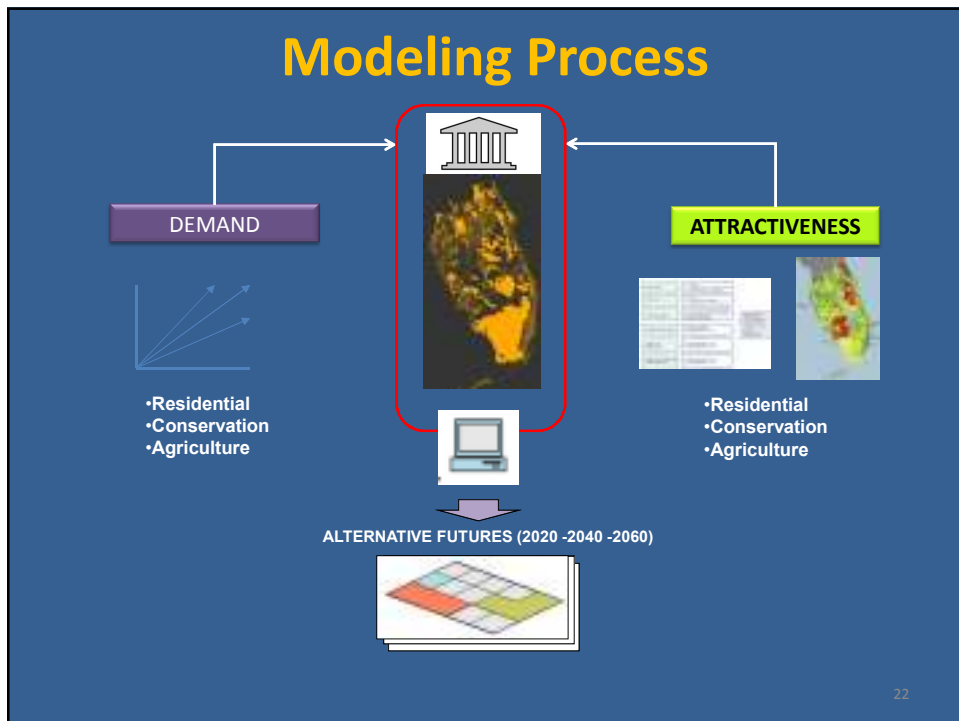 Modeling Process
DEMAND
•Residential
•Conservation
•Agriculture
ATTRACTIVENESS
•Residential
•Conservation
•Agriculture
ALTERNATIVE FUTURES (2020 -2040 -2060)
22